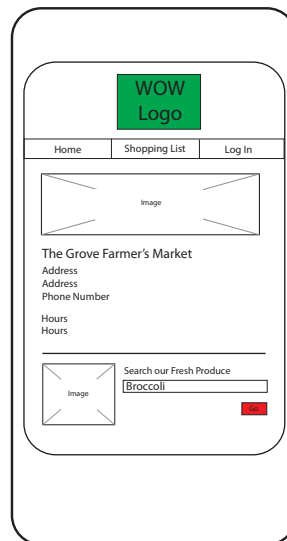 WOW
Logo
Home Shopping List Log In
Image
The Grove Farmer's Market
Address
Address
Phone Number
Hours
Hours
Search our Fresh Produce
Image
Broccoli
Go